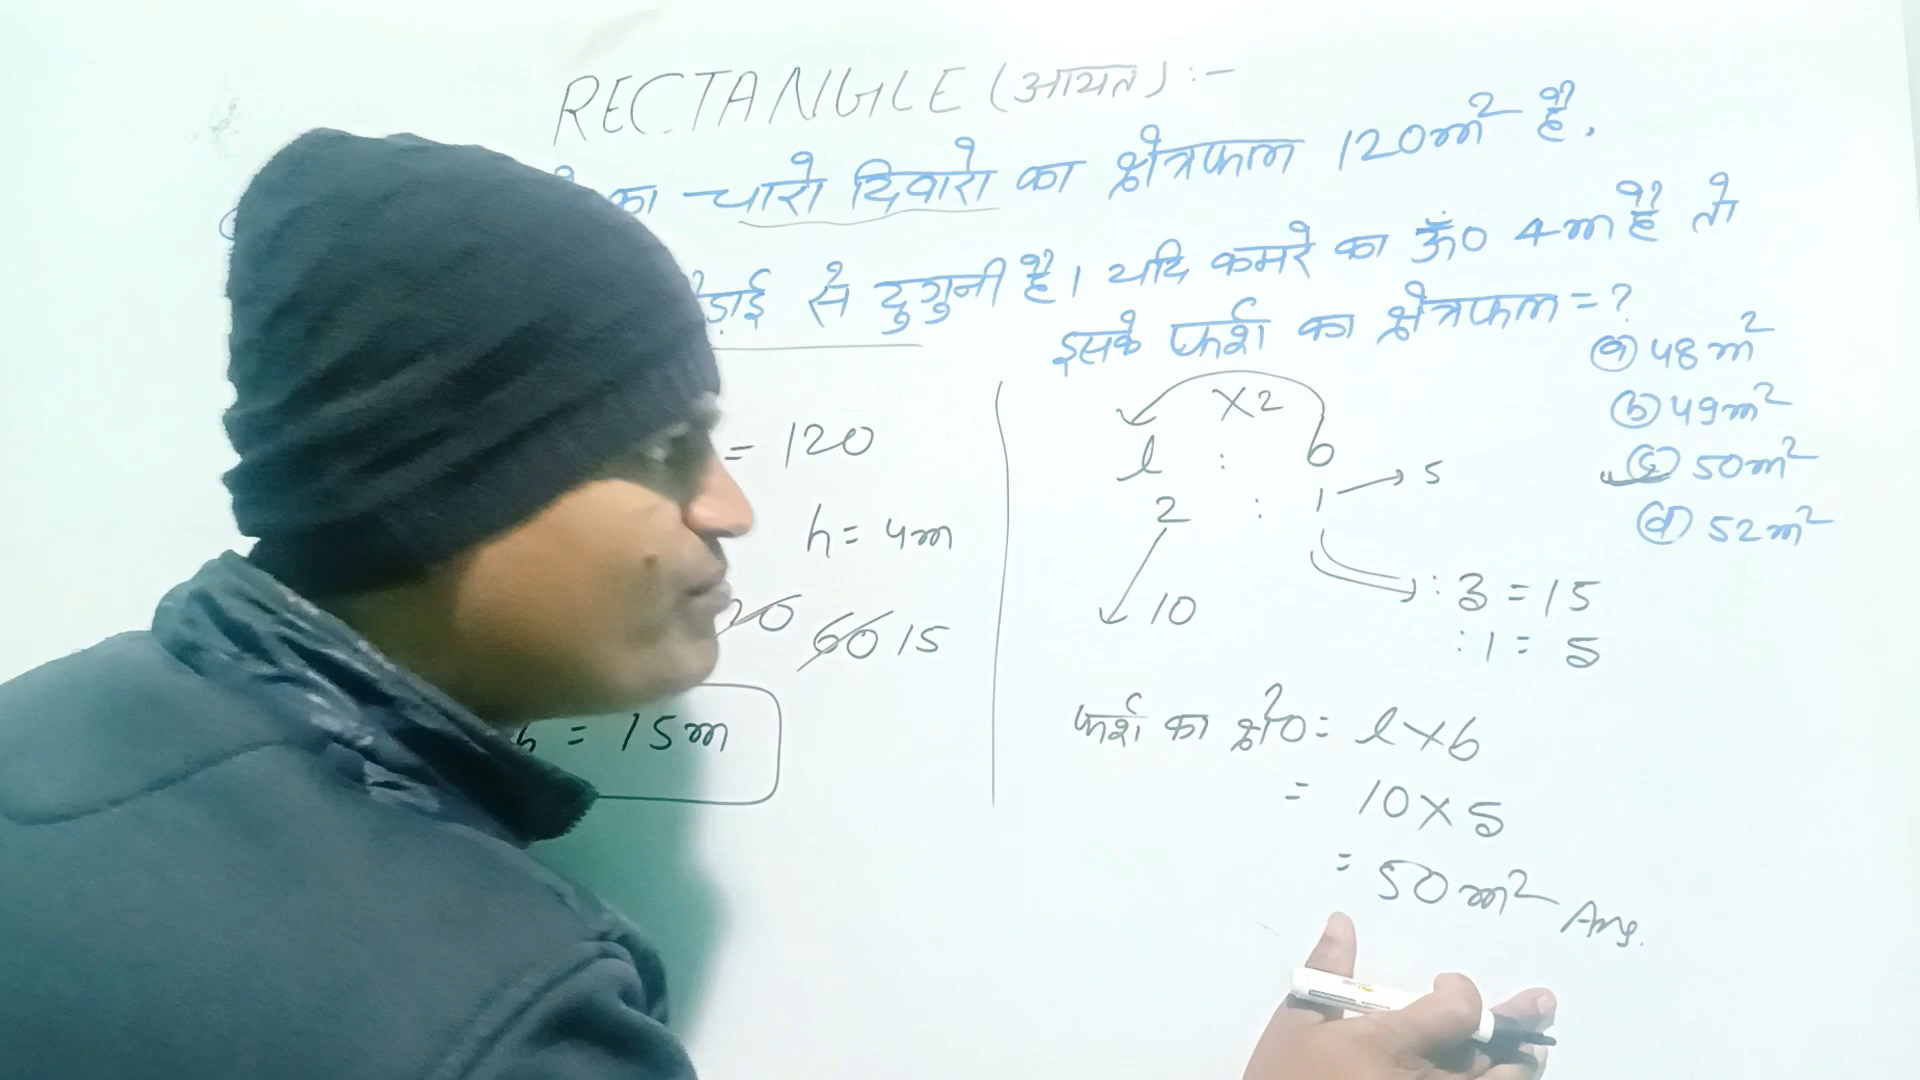 RECTANGLE (आयत) :-
का चारो दिवारो का क्षेत्रफल 120m² है.
से दुगुनी है। यदि कमरे का ऊँ0 4m है तो
इसके फर्श का क्षेत्रफल = ?
(a) 48m²
(b) 49m²
(c) 50m²
(d) 52m²
= 120
h = 4m
60 15
b = 15m
×2
l : b
2 : 1 → 5
10
: 3 = 15
: 1 = 5
फर्श का क्षे0 = l×b
= 10×5
= 50m² Ans.